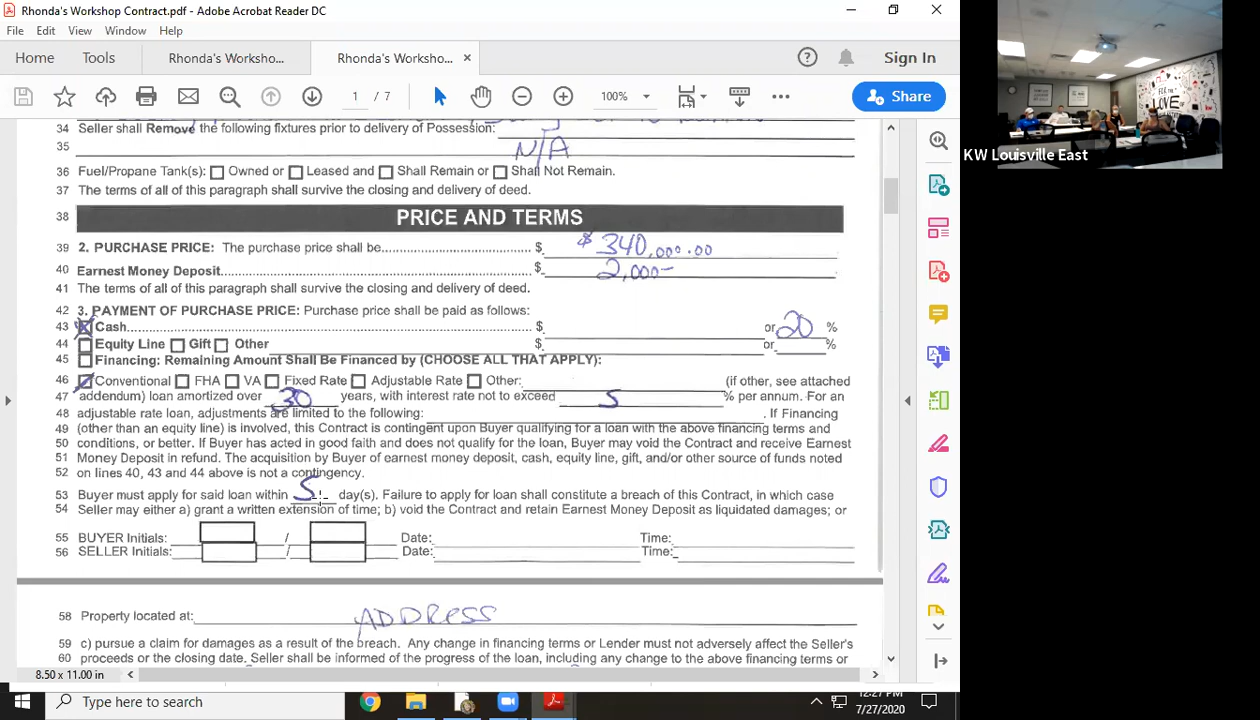 Rhonda's Workshop Contract.pdf - Adobe Acrobat Reader DC
File Edit View Window Help
Home Tools Rhonda's Worksho... Rhonda's Worksho... × Sign In
1 / 7 100% Share
34 Seller shall Remove the following fixtures prior to delivery of Possession:
35 N/A
36 Fuel/Propane Tank(s): Owned or Leased and Shall Remain or Shall Not Remain.
37 The terms of all of this paragraph shall survive the closing and delivery of deed.
38 PRICE AND TERMS
39 2. PURCHASE PRICE: The purchase price shall be $ $340,000.00
40 Earnest Money Deposit $ 2,000-
41 The terms of all of this paragraph shall survive the closing and delivery of deed.
42 3. PAYMENT OF PURCHASE PRICE: Purchase price shall be paid as follows:
43 X Cash $ or 20 %
44 Equity Line Gift Other $ or %
45 Financing: Remaining Amount Shall Be Financed by (CHOOSE ALL THAT APPLY):
46 Conventional FHA VA Fixed Rate Adjustable Rate Other: (if other, see attached
47 addendum) loan amortized over 30 years, with interest rate not to exceed 5 % per annum. For an
48 adjustable rate loan, adjustments are limited to the following: . If Financing
49 (other than an equity line) is involved, this Contract is contingent upon Buyer qualifying for a loan with the above financing terms and
50 conditions, or better. If Buyer has acted in good faith and does not qualify for the loan, Buyer may void the Contract and receive Earnest
51 Money Deposit in refund. The acquisition by Buyer of earnest money deposit, cash, equity line, gift, and/or other source of funds noted
52 on lines 40, 43 and 44 above is not a contingency.
53 Buyer must apply for said loan within 5 day(s). Failure to apply for loan shall constitute a breach of this Contract, in which case
54 Seller may either a) grant a written extension of time; b) void the Contract and retain Earnest Money Deposit as liquidated damages; or
55 BUYER Initials: / Date: Time:
56 SELLER Initials: / Date: Time:
58 Property located at: ADDRESS
59 c) pursue a claim for damages as a result of the breach. Any change in financing terms or Lender must not adversely affect the Seller's
60 proceeds or the closing date. Seller shall be informed of the progress of the loan, including any change to the above financing terms or
8.50 x 11.00 in
Type here to search
12:27 PM
7/27/2020
KW Louisville East
FOR THE
LOVE